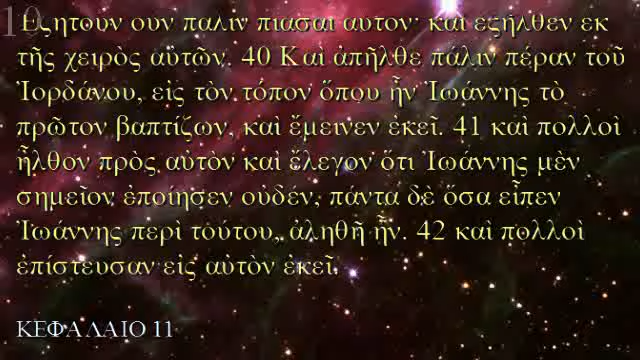 10
Ἐζήτουν οὖν πάλιν πιάσαι αὐτόν· καὶ ἐξῆλθεν ἐκ
τῆς χειρὸς αὐτῶν. 40 Καὶ ἀπῆλθε πάλιν πέραν τοῦ
Ἰορδάνου, εἰς τὸν τόπον ὅπου ἦν Ἰωάννης τὸ
πρῶτον βαπτίζων, καὶ ἔμεινεν ἐκεῖ. 41 καὶ πολλοὶ
ἦλθον πρὸς αὐτὸν καὶ ἔλεγον ὅτι Ἰωάννης μὲν
σημεῖον ἐποίησεν οὐδέν, πάντα δὲ ὅσα εἶπεν
Ἰωάννης περὶ τούτου, ἀληθῆ ἦν. 42 καὶ πολλοὶ
ἐπίστευσαν εἰς αὐτὸν ἐκεῖ.
ΚΕΦΑΛΑΙΟ 11